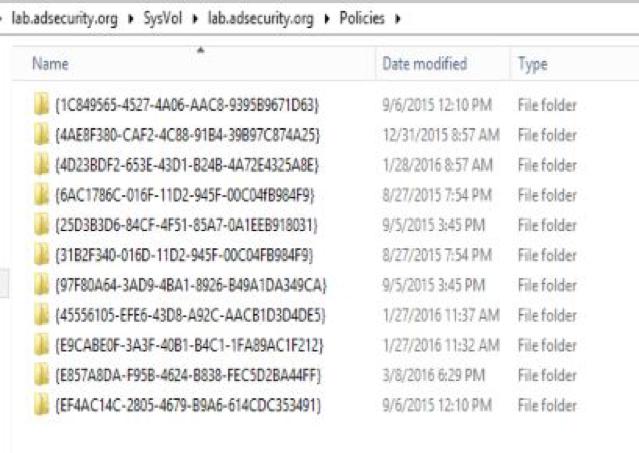 lab.adsecurity.org ▸ SysVol ▸ lab.adsecurity.org ▸ Policies ▸
Name Date modified Type
{1C849565-4527-4A06-AAC8-9395B9671D63} 9/6/2015 12:10 PM File folder
{4AE8F380-CAF2-4C88-91B4-39B97C874A25} 12/31/2015 8:57 AM File folder
{4D23BDF2-653E-43D1-B24B-4A72E4325A8E} 1/28/2016 8:57 AM File folder
{6AC1786C-016F-11D2-945F-00C04fB984F9} 8/27/2015 7:54 PM File folder
{25D3B3D6-84CF-4F51-85A7-0A1EEB918031} 9/5/2015 3:45 PM File folder
{31B2F340-016D-11D2-945F-00C04FB984F9} 8/27/2015 7:54 PM File folder
{97F80A64-3AD9-4BA1-8926-B49A1DA349CA} 9/5/2015 3:45 PM File folder
{45556105-EFE6-43D8-A92C-AACB1D3D4DE5} 1/27/2016 11:37 AM File folder
{E9CABE0F-3A3F-40B1-B4C1-1FA89AC1F212} 1/27/2016 11:32 AM File folder
{E857A8DA-F95B-4624-B838-FEC5D2BA44FF} 3/8/2016 6:29 PM File folder
{EF4AC14C-2805-4679-B9A6-614CDC353491} 9/6/2015 12:10 PM File folder